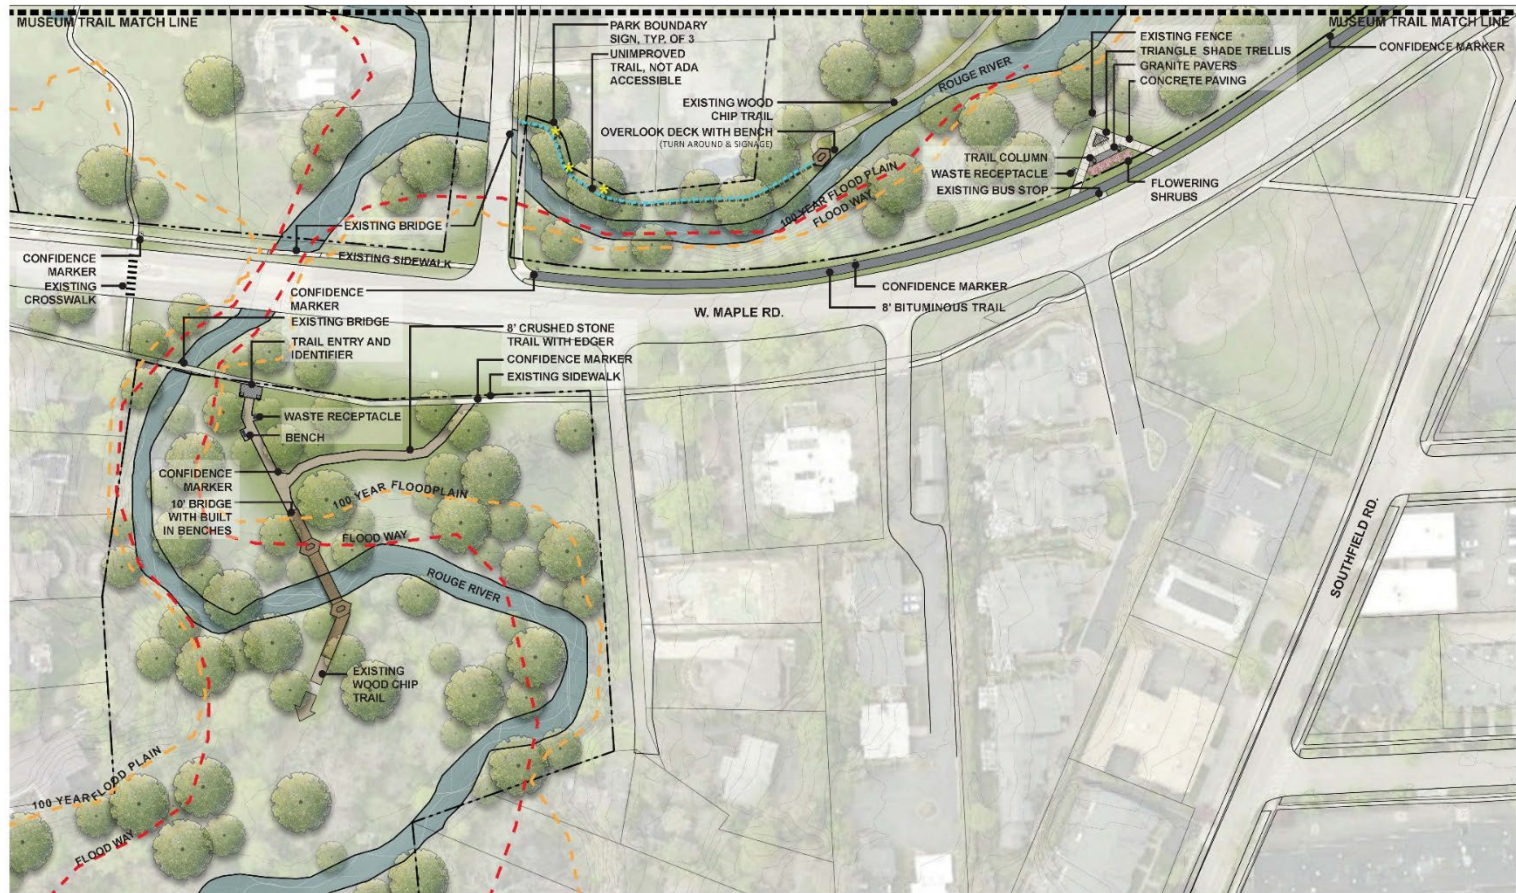 MUSEUM TRAIL MATCH LINE
MUSEUM TRAIL MATCH LINE
PARK BOUNDARY
SIGN, TYP. OF 3
UNIMPROVED
TRAIL, NOT ADA
ACCESSIBLE
EXISTING WOOD
CHIP TRAIL
OVERLOOK DECK WITH BENCH
(TURN AROUND & SIGNAGE)
ROUGE RIVER
EXISTING FENCE
TRIANGLE SHADE TRELLIS
GRANITE PAVERS
CONCRETE PAVING
CONFIDENCE MARKER
TRAIL COLUMN
WASTE RECEPTACLE
EXISTING BUS STOP
FLOWERING
SHRUBS
100 YEAR FLOOD PLAIN
FLOOD WAY
EXISTING BRIDGE
EXISTING SIDEWALK
CONFIDENCE
MARKER
EXISTING
CROSSWALK
CONFIDENCE
MARKER
EXISTING BRIDGE
TRAIL ENTRY AND
IDENTIFIER
8' CRUSHED STONE
TRAIL WITH EDGER
CONFIDENCE MARKER
EXISTING SIDEWALK
W. MAPLE RD.
CONFIDENCE MARKER
8' BITUMINOUS TRAIL
WASTE RECEPTACLE
BENCH
CONFIDENCE
MARKER
10' BRIDGE
WITH BUILT
IN BENCHES
100 YEAR FLOODPLAIN
FLOOD WAY
ROUGE RIVER
SOUTHFIELD RD.
EXISTING
WOOD CHIP
TRAIL
100 YEAR FLOOD PLAIN
FLOOD WAY